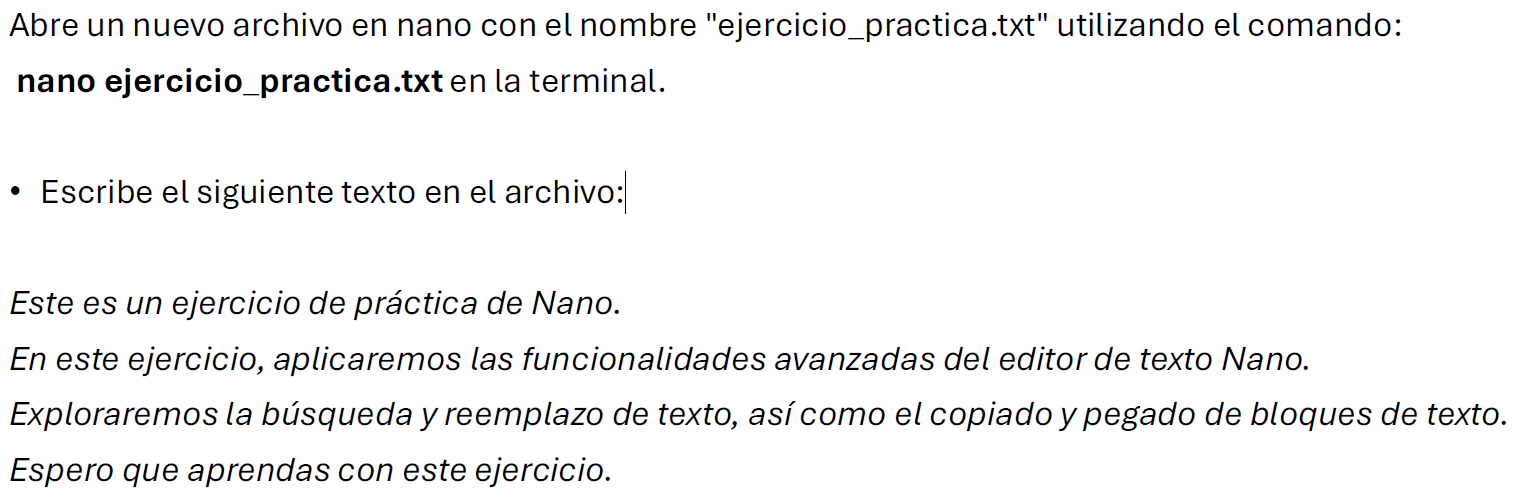 Abre un nuevo archivo en nano con el nombre "ejercicio_practica.txt" utilizando el comando:
nano ejercicio_practica.txt en la terminal.
• Escribe el siguiente texto en el archivo:
Este es un ejercicio de práctica de Nano.
En este ejercicio, aplicaremos las funcionalidades avanzadas del editor de texto Nano.
Exploraremos la búsqueda y reemplazo de texto, así como el copiado y pegado de bloques de texto.
Espero que aprendas con este ejercicio.